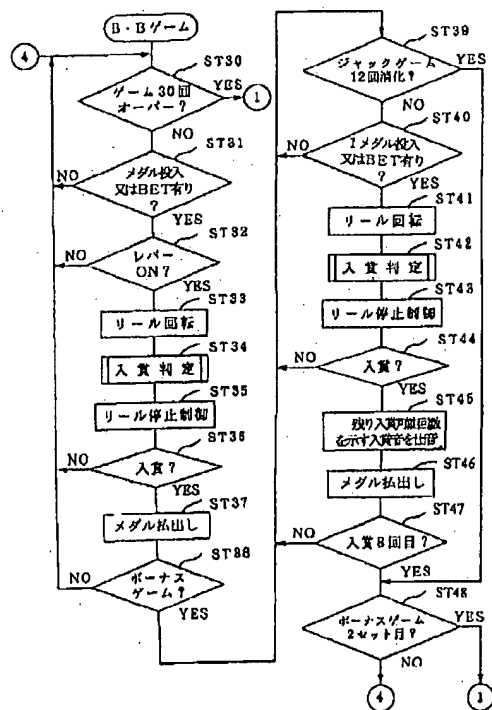 B・Bゲーム
4
ST30
ゲーム30回
オーバー?
YES
1
NO
ST31
メダル投入
又はBET有り
?
NO
YES
ST32
レバー
ON?
NO
YES
ST33
リール回転
ST34
入賞判定
ST35
リール停止制御
ST36
入賞?
NO
YES
ST37
メダル払出し
ST38
ボーナス
ゲーム?
NO
YES
ST39
ジャックゲーム
12回消化?
YES
NO
ST40
1メダル投入
又はBET有り
?
NO
YES
ST41
リール回転
ST42
入賞判定
ST43
リール停止制御
ST44
入賞?
NO
YES
ST45
残り入賞可能回数
を示す入賞音を
ST46
メダル払出し
ST47
入賞8回目?
NO
YES
ST48
ボーナスゲーム
2セット目?
YES
NO
4
1